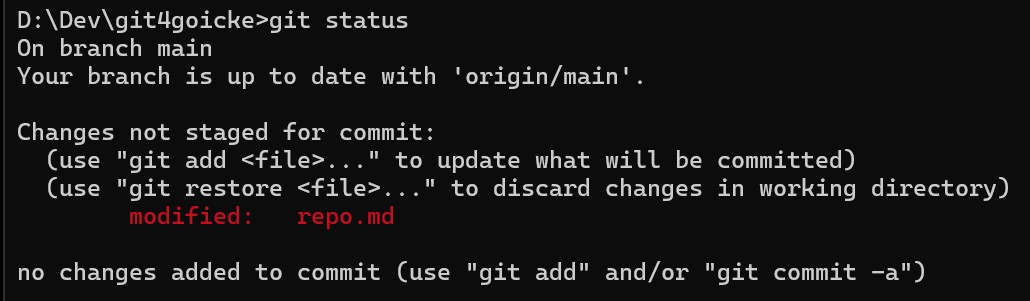 D:\Dev\git4goicke>git status
On branch main
Your branch is up to date with 'origin/main'.
Changes not staged for commit:
  (use "git add <file>..." to update what will be committed)
  (use "git restore <file>..." to discard changes in working directory)
        modified:   repo.md
no changes added to commit (use "git add" and/or "git commit -a")